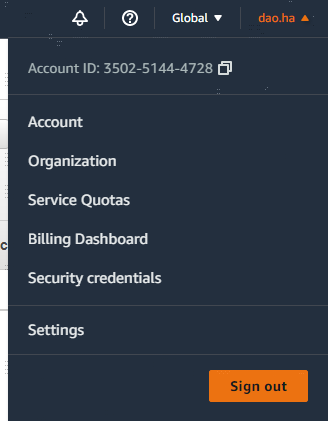 Global dao.ha
Account ID: 3502-5144-4728
Account
Organization
Service Quotas
Billing Dashboard
c
Security credentials
Settings
Sign out